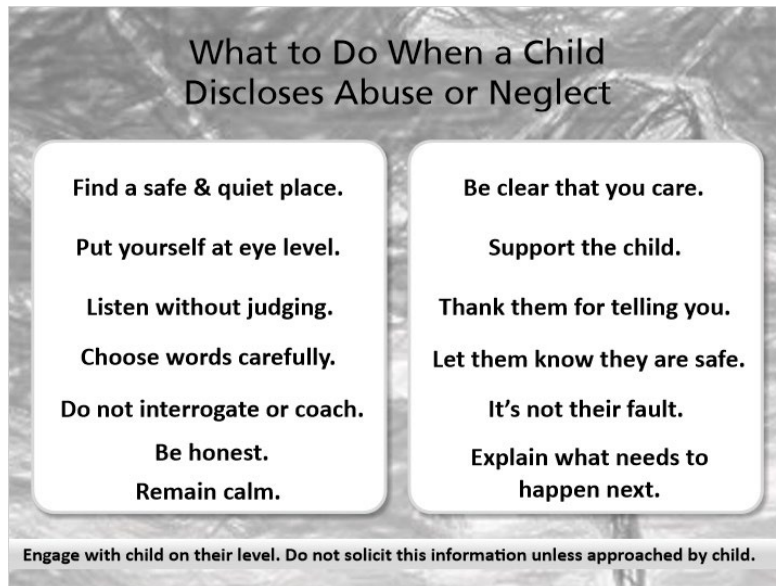 What to Do When a Child
Discloses Abuse or Neglect
Find a safe & quiet place.
Put yourself at eye level.
Listen without judging.
Choose words carefully.
Do not interrogate or coach.
Be honest.
Remain calm.
Be clear that you care.
Support the child.
Thank them for telling you.
Let them know they are safe.
It's not their fault.
Explain what needs to
happen next.
Engage with child on their level. Do not solicit this information unless approached by child.